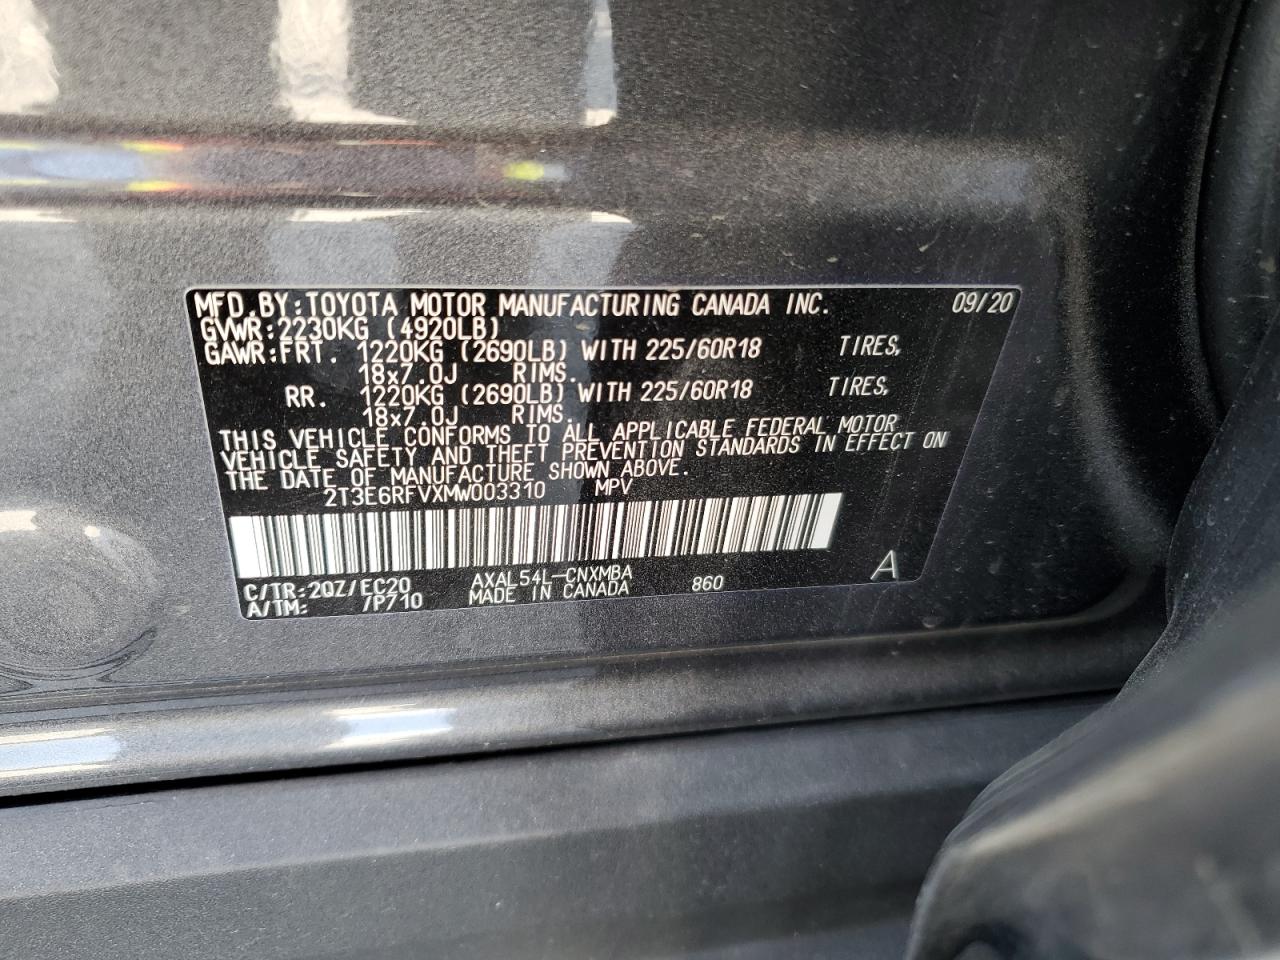 MFD.BY:TOYOTA MOTOR MANUFACTURING CANADA INC. 09/20
GVWR:2230KG (4920LB)
GAWR:FRT. 1220KG (2690LB) WITH 225/60R18 TIRES,
18x7.0J RIMS.
RR. 1220KG (2690LB) WITH 225/60R18 TIRES,
18x7.0J RIMS.
THIS VEHICLE CONFORMS TO ALL APPLICABLE FEDERAL MOTOR
VEHICLE SAFETY AND THEFT PREVENTION STANDARDS IN EFFECT ON
THE DATE OF MANUFACTURE SHOWN ABOVE.
2T3E6RFVXMW003310 MPV
C/TR:2QZ/EC20 AXAL54L-CNXMBA 860 A
A/TM: /P710 MADE IN CANADA